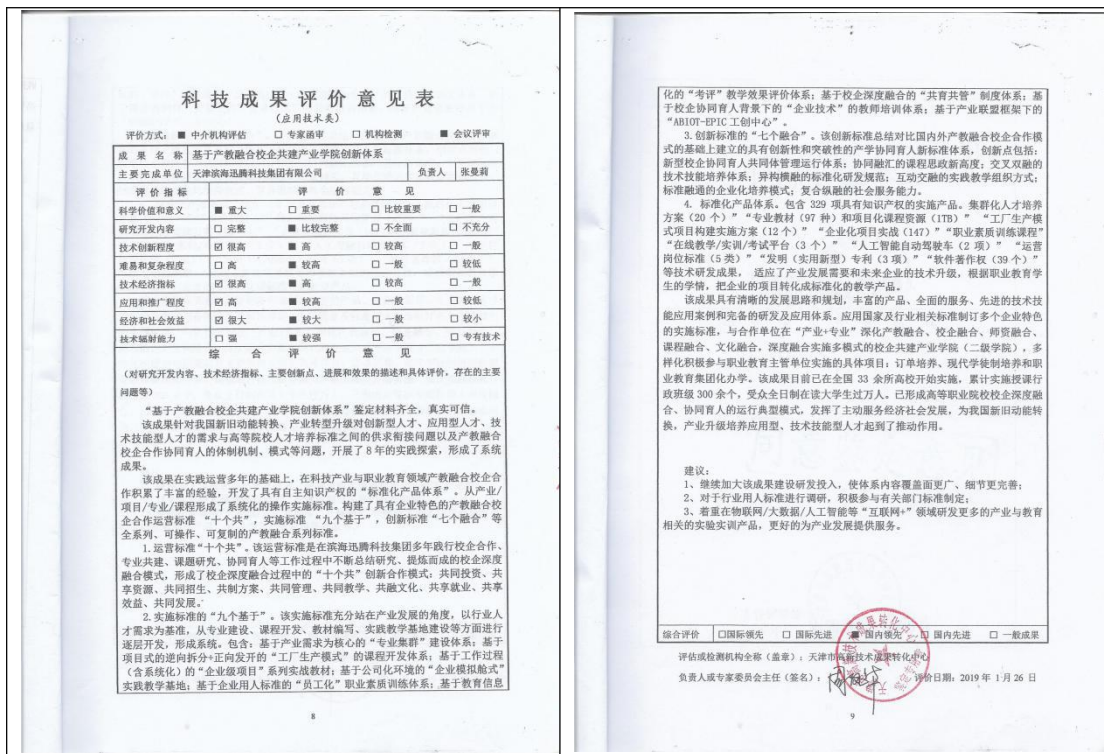 科技成果评价意见表
(应用技术类)
评价方式: ■ 中介机构评估 □ 专家函审 □ 机构检测 ■ 会议评审
成果名称 基于产教融合校企共建产业学院创新体系
主要完成单位 天津滨海迅腾科技集团有限公司 负责人 张曼莉
评价指标 评价意见
科学价值和意义 ■ 重大 □ 重要 □ 比较重要 □ 一般
研究开发内容 □ 完整 ■ 比较完整 □ 不全面 □ 不充分
技术创新程度 ☑ 很高 ■ 高 □ 较高 □ 一般
难易和复杂程度 □ 高 ■ 较高 □ 一般 □ 较低
技术经济指标 ☑ 很高 ■ 高 □ 较高 □ 一般
应用和推广程度 ☑ 高 ■ 较高 □ 一般 □ 较低
经济和社会效益 ☑ 很大 ■ 较大 □ 一般 □ 较小
技术辐射能力 □ 强 ■ 较强 □ 一般 □ 专有技术
综合评价意见
(对研究开发内容、技术经济指标、主要创新点、进展和效果的描述和具体评价,存在的主要
问题等)
“基于产教融合校企共建产业学院创新体系”鉴定材料齐全,真实可信。
该成果针对我国新旧动能转换、产业转型升级对创新型人才、应用型人才、技
术技能型人才的需求与高等院校人才培养标准之间的供求衔接问题以及产教融合
校企合作协同育人的体制机制、模式等问题,开展了8年的实践探索,形成了系统
成果。
该成果在实践运营多年的基础上,在科技产业与职业教育领域产教融合校企合
作积累了丰富的经验,开发了具有自主知识产权的“标准化产品体系”。从产业/
项目/专业/课程形成了系统化的操作实施标准。构建了具有企业特色的产教融合校
企合作运营标准 “十个共”,实施标准 “九个基于”,创新标准“七个融合”等
全系列、可操作、可复制的产教融合系列标准。
1.运营标准“十个共”。该运营标准是在滨海迅腾科技集团多年践行校企合作、
专业共建、课题研究、协同育人等工作过程中不断总结研究、提炼而成的校企深度
融合模式,形成了校企深度融合过程中的“十个共”创新合作模式:共同投资、共
享资源、共同招生、共制方案、共同管理、共同教学、共融文化、共享就业、共享
效益、共同发展。
2.实施标准的“九个基于”。该实施标准充分站在产业发展的角度,以行业人
才需求为基准,从专业建设、课程开发、教材编写、实践教学基地建设等方面进行
逐层开发,形成系统。包含:基于产业需求为核心的“专业集群”建设体系;基于
项目式的逆向拆分+正向发开的“工厂生产模式”的课程开发体系;基于工作过程
(含系统化)的“企业级项目”系列实战教材;基于公司化环境的“企业模拟舱式”
实践教学基地;基于企业用人标准的“员工化”职业素质训练体系;基于教育信息
8
化的“考评”教学效果评价体系;基于校企深度融合的“共育共管”制度体系;基
于校企协同育人背景下的“企业技术”的教师培训体系;基于产业联盟框架下的
“ABIOT-EPIC工创中心”。
3.创新标准的“七个融合”。该创新标准总结对比国内外产教融合校企合作模
式的基础上建立的具有创新性和突破性的产学协同育人新标准体系,创新点包括:
新型校企协同育人共同体管理运行体系;协同融汇的课程思政新高度;交叉双融的
技术技能培养体系;异构横融的标准化研发规范;互动交融的实践教学组织方式;
标准融通的企业化培养模式;复合纵融的社会服务能力。
4. 标准化产品体系。包含329项具有知识产权的实施产品。集群化人才培养
方案(20个)” “专业教材(97种)和项目化课程资源(1TB)” “工厂生产模
式项目构建实施方案(12个)” “企业化项目实战(147)” “职业素质训练课程”
“在线教学/实训/考试平台(3个)” “人工智能自动驾驶车(2项)” “运营
岗位标准(5类)” “发明(实用新型)专利(3项)” “软件著作权(39个)”
等技术研发成果, 适应了产业发展需要和未来企业的技术升级,根据职业教育学
生的学情,把企业的项目转化成标准化的教学产品。
该成果具有清晰的发展思路和规划,丰富的产品、全面的服务、先进的技术技
能应用案例和完备的研发及应用体系。应用国家及行业相关标准制订多个企业特色
的实施标准,与合作单位在“产业+专业”深化产教融合、校企融合、师资融合、
课程融合、文化融合,深度融合实施多模式的校企共建产业学院(二级学院),多
样化积极参与职业教育主管单位实施的具体项目:订单培养、现代学徒制培养和职
业教育集团化办学。该成果目前已在全国33余所高校开始实施,累计实施授课行
政班级300余个,受众全日制在读大学生过万人。已形成高等职业院校校企深度融
合、协同育人的运行典型模式,发挥了主动服务经济社会发展,为我国新旧动能转
换,产业升级培养应用型、技术技能型人才起到了推动作用。
建议:
1、继续加大该成果建设研发投入,使体系内容覆盖面更广、细节更完善;
2、对于行业用人标准进行调研,积极参与有关部门标准制定;
3、着重在物联网/大数据/人工智能等“互联网+”领域研发更多的产业与教育
相关的实验实训产品,更好的为产业发展提供服务。
综合评价 □国际领先 □ 国际先进 ■ 国内领先 □ 国内先进 □ 一般成果
评估或检测机构全称(盖章):天津市高新技术成果转化中心
负责人或专家委员会主任(签名): 评价日期:2019年1月26日
9